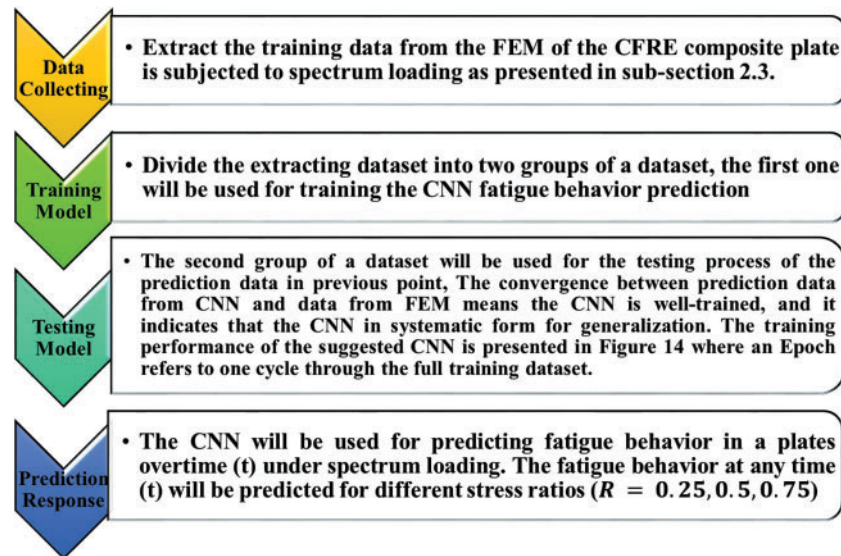 Data
Collecting
• Extract the training data from the FEM of the CFRE composite plate
is subjected to spectrum loading as presented in sub-section 2.3.
Training
Model
• Divide the extracting dataset into two groups of a dataset, the first one
will be used for training the CNN fatigue behavior prediction
Testing
Model
• The second group of a dataset will be used for the testing process of the
prediction data in previous point, The convergence between prediction data
from CNN and data from FEM means the CNN is well-trained, and it
indicates that the CNN in systematic form for generalization. The training
performance of the suggested CNN is presented in Figure 14 where an Epoch
refers to one cycle through the full training dataset.
Prediction
Response
• The CNN will be used for predicting fatigue behavior in a plates
overtime (t) under spectrum loading. The fatigue behavior at any time
(t) will be predicted for different stress ratios (R = 0.25, 0.5, 0.75)